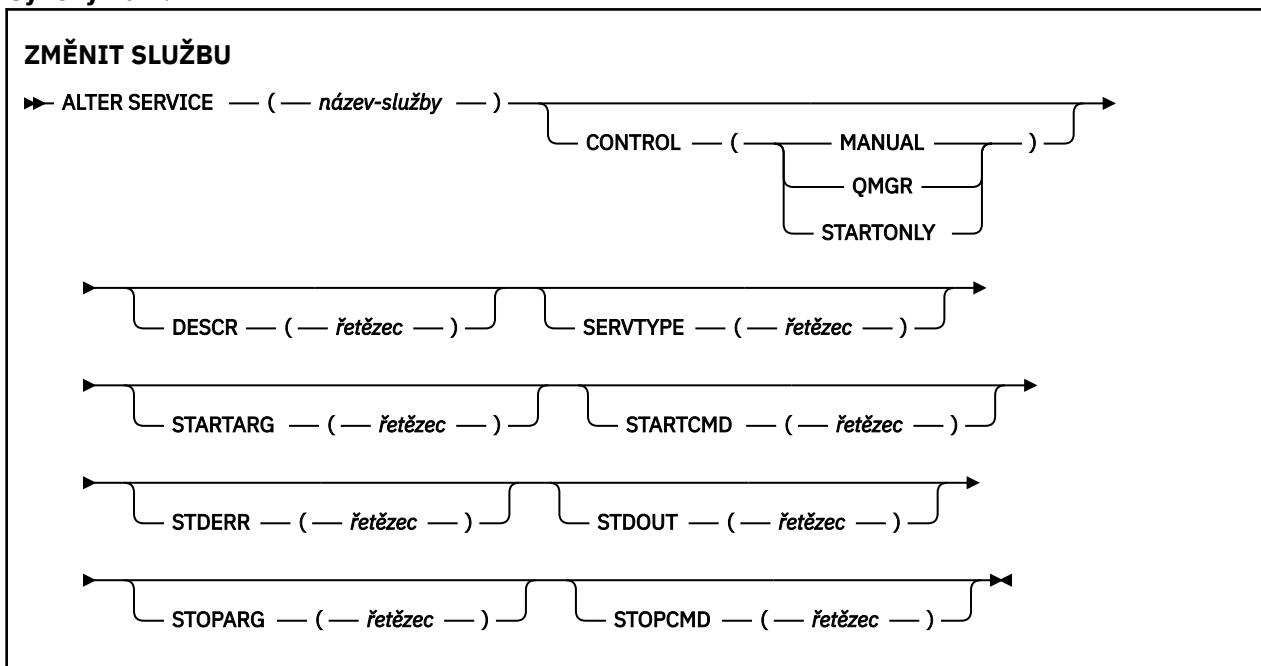 ZMĚNIT SLUŽBU
ALTER SERVICE ( název-služby )
CONTROL ( MANUAL )
QMGR
STARTONLY
DESCR ( řetězec ) SERVTYPE ( řetězec )
STARTARG ( řetězec ) STARTCMD ( řetězec )
STDERR ( řetězec ) STDOUT ( řetězec )
STOPARG ( řetězec ) STOPCMD ( řetězec )